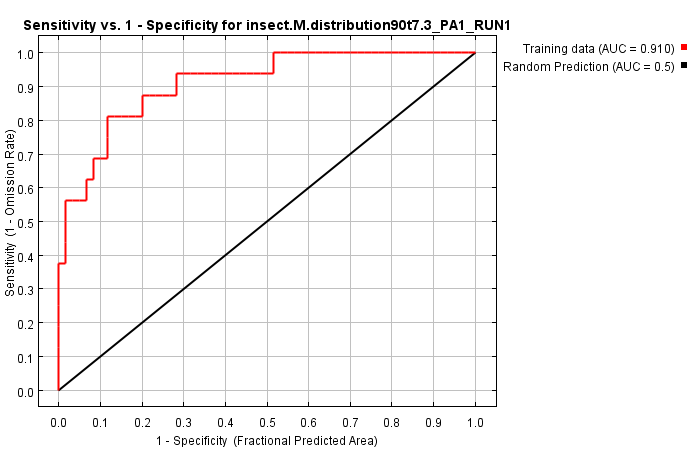 Sensitivity vs. 1 - Specificity for insect.M.distribution90t7.3_PA1_RUN1
Training data (AUC = 0.910)
Random Prediction (AUC = 0.5)
Sensitivity (1 - Omission Rate)
1.0
0.9
0.8
0.7
0.6
0.5
0.4
0.3
0.2
0.1
0.0
0.0 0.1 0.2 0.3 0.4 0.5 0.6 0.7 0.8 0.9 1.0
1 - Specificity (Fractional Predicted Area)